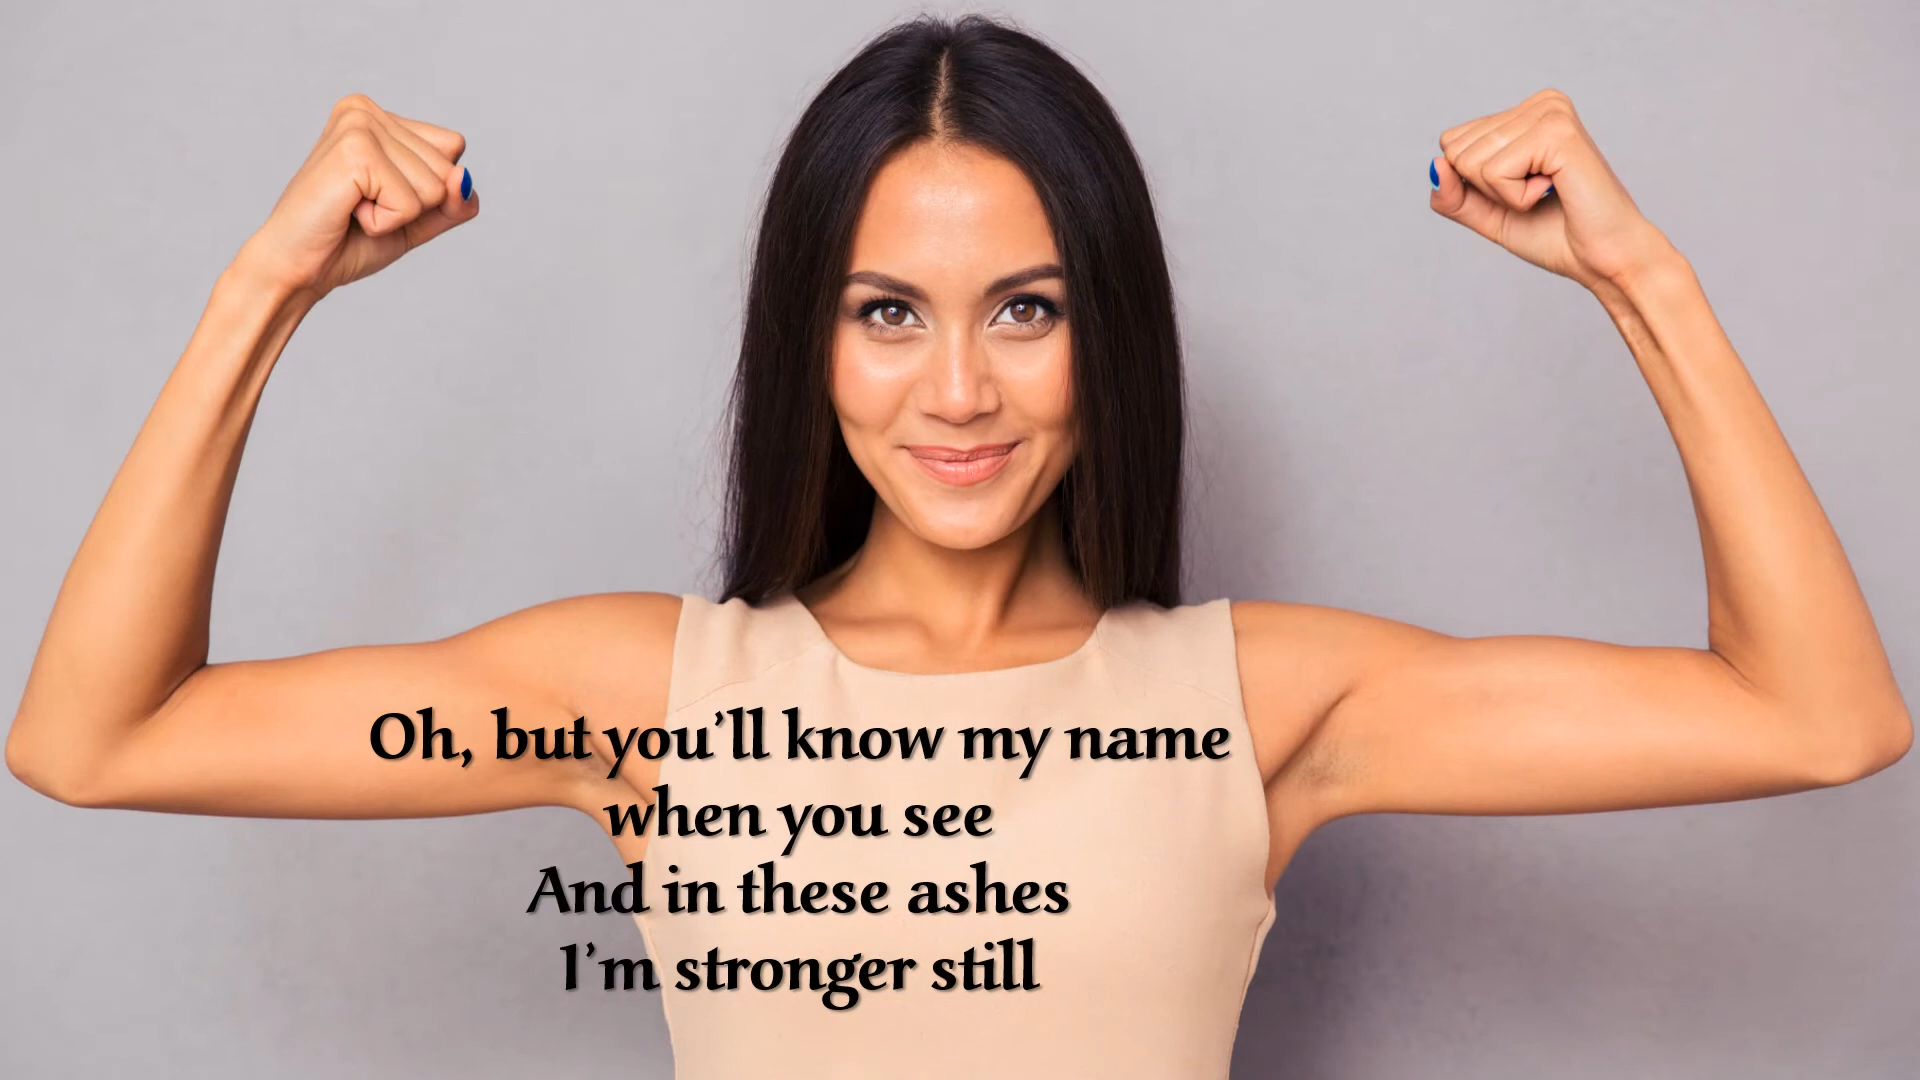 Oh, but you'll know my name
when you see
And in these ashes
I'm stronger still